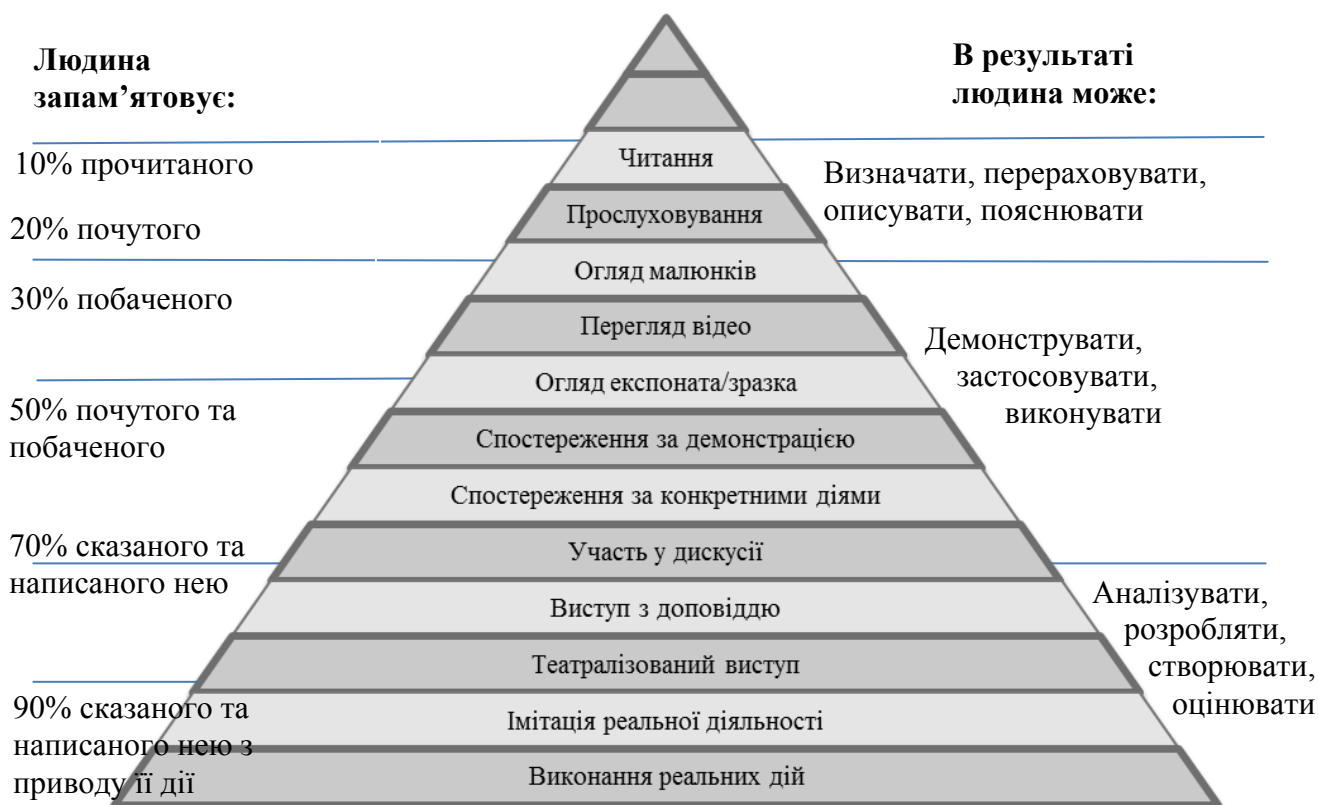 Людина
запам’ятовує:
В результаті
людина може:
10% прочитаного
20% почутого
30% побаченого
50% почутого та
побаченого
70% сказаного та
написаного нею
90% сказаного та
написаного нею з
приводу її дії
Читання
Прослуховування
Огляд малюнків
Перегляд відео
Огляд експоната/зразка
Спостереження за демонстрацією
Спостереження за конкретними діями
Участь у дискусії
Виступ з доповіддю
Театралізований виступ
Імітація реальної діяльності
Виконання реальних дій
Визначати, перераховувати,
описувати, пояснювати
Демонструвати,
застосовувати,
виконувати
Аналізувати,
розробляти,
створювати,
оцінювати